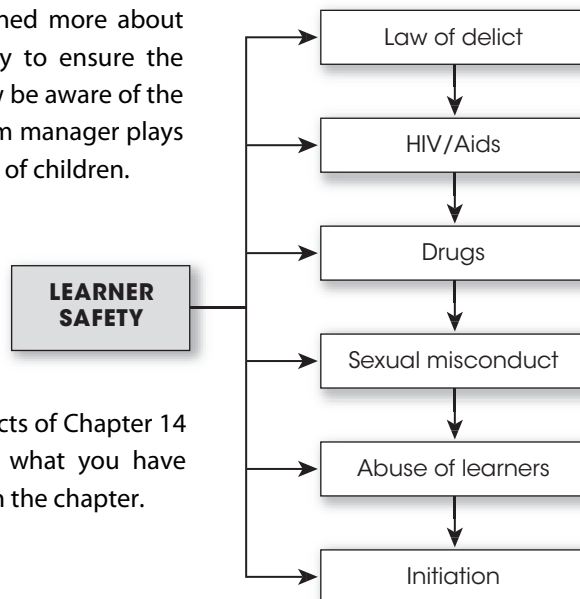 ned more about
y to ensure the
be aware of the
m manager plays
of children.
LEARNER
SAFETY
cts of Chapter 14
what you have
n the chapter.
Law of delict
HIV/Aids
Drugs
Sexual misconduct
Abuse of learners
Initiation